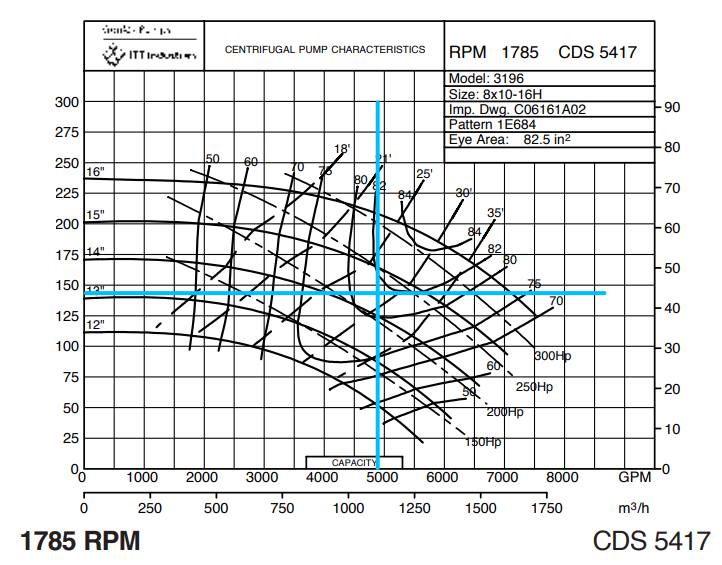 ITT Industries
CENTRIFUGAL PUMP CHARACTERISTICS
RPM 1785 CDS 5417
Model: 3196
Size: 8x10-16H
Imp. Dwg. C06161A02
Pattern 1E684
Eye Area: 82.5 in²
300
275
250
225
200
175
150
125
100
75
50
25
0
90
80
70
60
50
40
30
20
10
0
16"
15"
14"
13"
12"
50
60
70
75
80
82
84
84
82
80
75
70
60
50
18'
21'
25'
30'
35'
300Hp
250Hp
200Hp
150Hp
CAPACITY
0 1000 2000 3000 4000 5000 6000 7000 8000 GPM
0 250 500 750 1000 1250 1500 1750 m³/h
1785 RPM CDS 5417